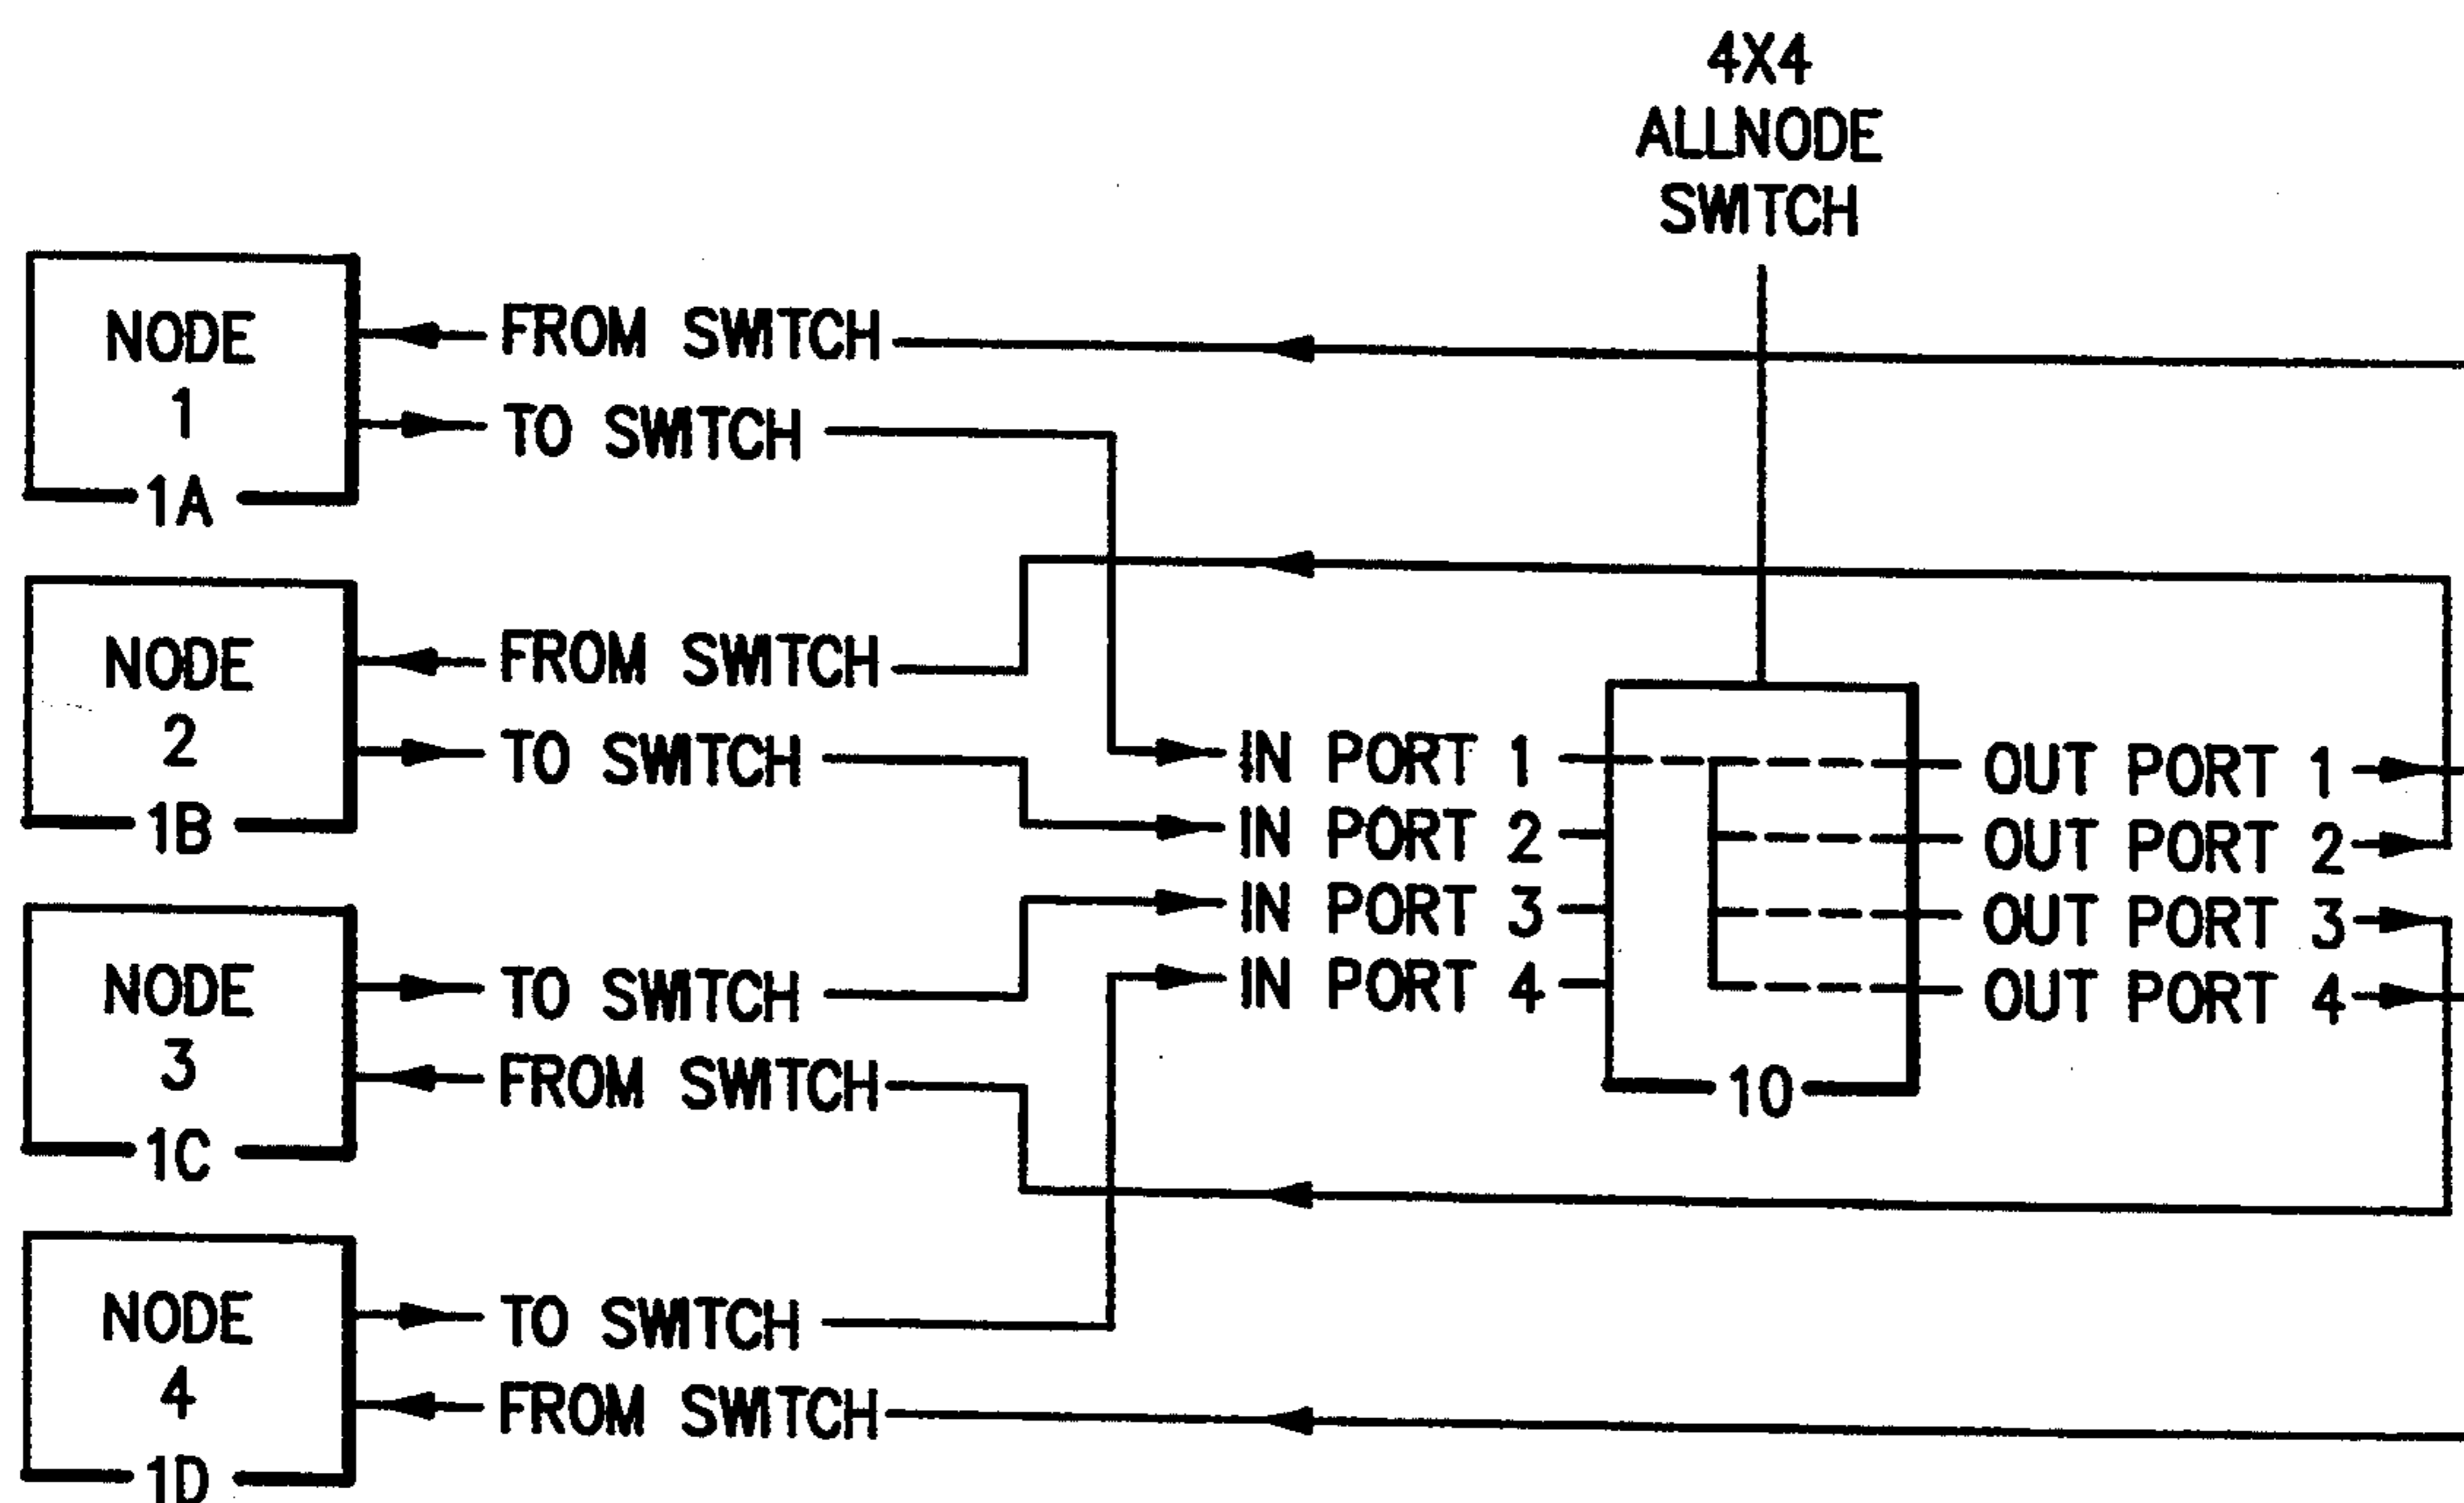 4X4
ALLNODE
SWITCH
NODE
1
1A
FROM SWITCH
TO SWITCH
NODE
2
1B
FROM SWITCH
TO SWITCH
NODE
3
1C
TO SWITCH
FROM SWITCH
NODE
4
1D
TO SWITCH
FROM SWITCH
IN PORT 1
IN PORT 2
IN PORT 3
IN PORT 4
10
OUT PORT 1
OUT PORT 2
OUT PORT 3
OUT PORT 4